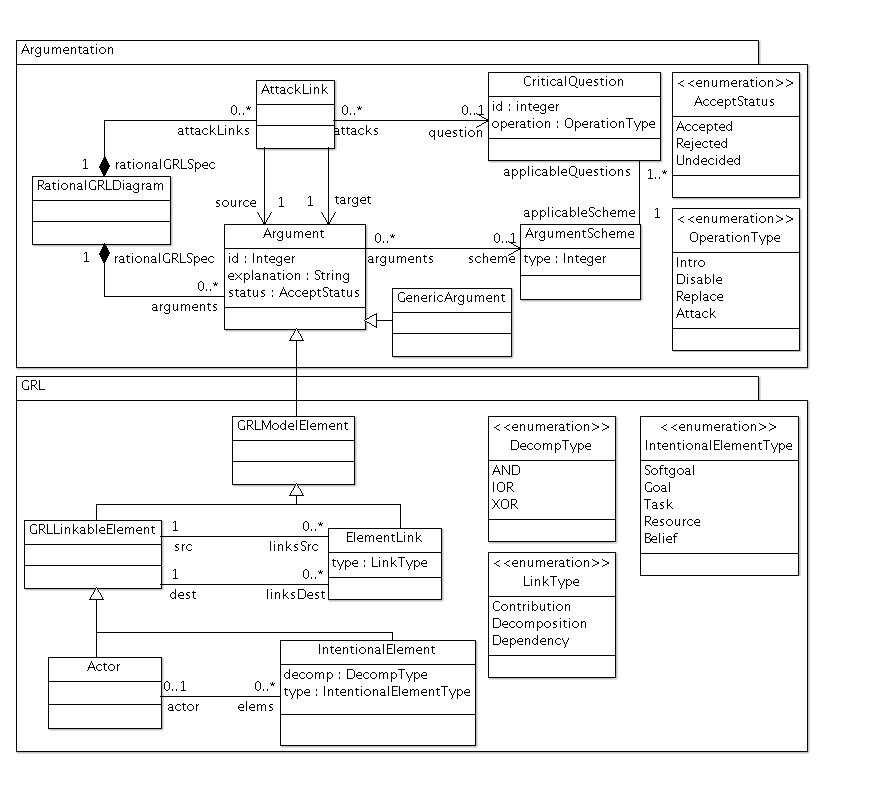 Argumentation
AttackLink
0..*
attackLinks
0..*
attacks
0..1
question
CriticalQuestion
id : integer
operation : OperationType
<<enumeration>>
AcceptStatus
Accepted
Rejected
Undecided
1
rationalGRLSpec
RationalGRLDiagram
1
rationalGRLSpec
source
1
1
target
applicableQuestions
1..*
applicableScheme
1
0..*
arguments
Argument
id : Integer
explanation : String
status : AcceptStatus
0..*
arguments
0..1
scheme
ArgumentScheme
type : Integer
GenericArgument
<<enumeration>>
OperationType
Intro
Disable
Replace
Attack
GRL
GRLModelElement
<<enumeration>>
DecompType
AND
IOR
XOR
<<enumeration>>
IntentionalElementType
Softgoal
Goal
Task
Resource
Belief
GRLLinkableElement
1
src
0..*
linksSrc
1
dest
0..*
linksDest
ElementLink
type : LinkType
<<enumeration>>
LinkType
Contribution
Decomposition
Dependency
Actor
0..1
actor
0..*
elems
IntentionalElement
decomp : DecompType
type : IntentionalElementType